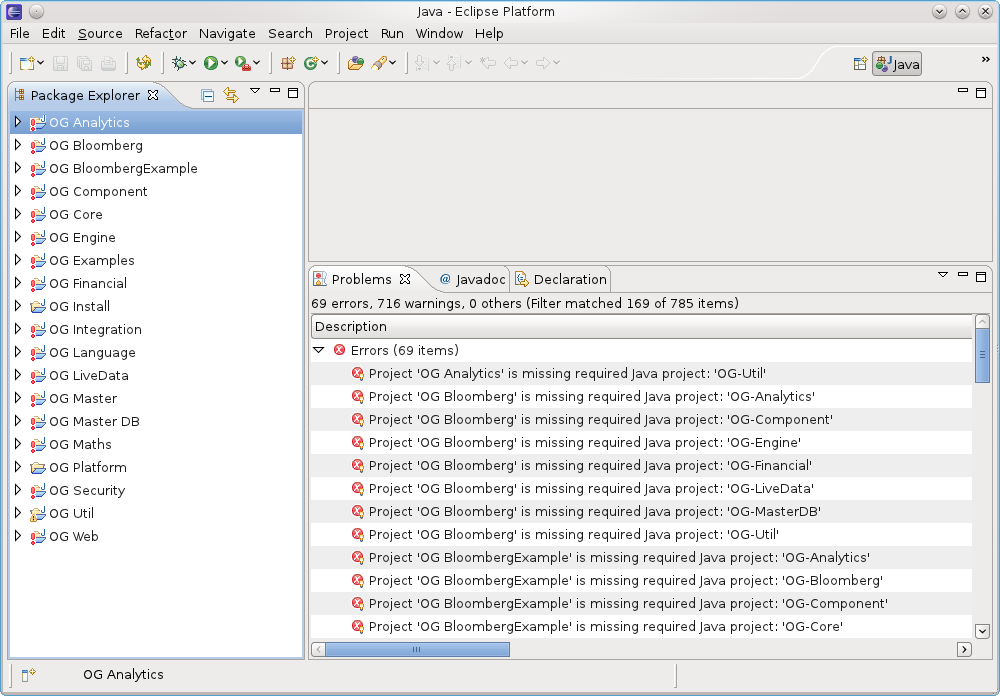 Java - Eclipse Platform
File Edit Source Refactor Navigate Search Project Run Window Help
Java
»
Package Explorer
OG Analytics
OG Bloomberg
OG BloombergExample
OG Component
OG Core
OG Engine
OG Examples
OG Financial
OG Install
OG Integration
OG Language
OG LiveData
OG Master
OG Master DB
OG Maths
OG Platform
OG Security
OG Util
OG Web
Problems @ Javadoc Declaration
69 errors, 716 warnings, 0 others (Filter matched 169 of 785 items)
Description
Errors (69 items)
Project 'OG Analytics' is missing required Java project: 'OG-Util'
Project 'OG Bloomberg' is missing required Java project: 'OG-Analytics'
Project 'OG Bloomberg' is missing required Java project: 'OG-Component'
Project 'OG Bloomberg' is missing required Java project: 'OG-Engine'
Project 'OG Bloomberg' is missing required Java project: 'OG-Financial'
Project 'OG Bloomberg' is missing required Java project: 'OG-LiveData'
Project 'OG Bloomberg' is missing required Java project: 'OG-MasterDB'
Project 'OG Bloomberg' is missing required Java project: 'OG-Util'
Project 'OG BloombergExample' is missing required Java project: 'OG-Analytics'
Project 'OG BloombergExample' is missing required Java project: 'OG-Bloomberg'
Project 'OG BloombergExample' is missing required Java project: 'OG-Component'
Project 'OG BloombergExample' is missing required Java project: 'OG-Core'
OG Analytics